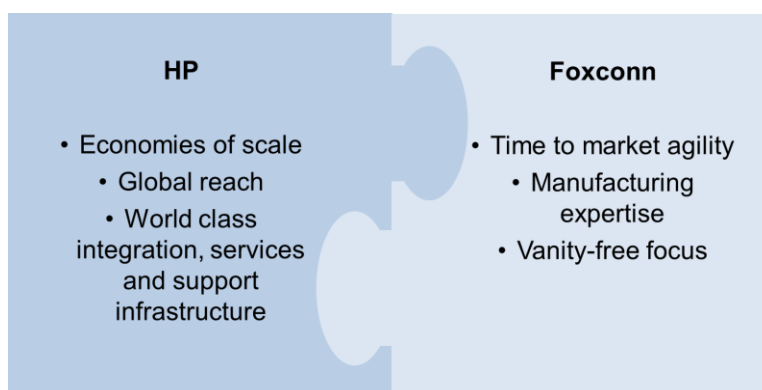 HP
• Economies of scale
• Global reach
• World class
integration, services
and support
infrastructure
Foxconn
• Time to market agility
• Manufacturing
expertise
• Vanity-free focus